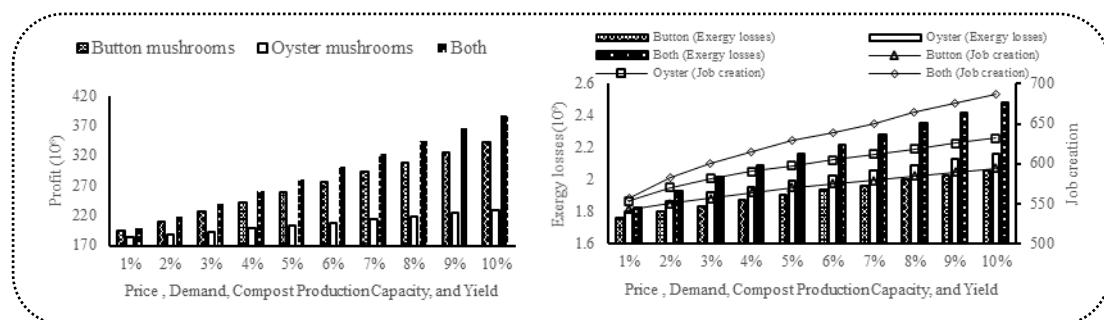 Button mushrooms Oyster mushrooms Both
420
370
320
270
220
170
Profit (10⁶)
1% 2% 3% 4% 5% 6% 7% 8% 9% 10%
Price , Demand, Compost Production Capacity, and Yield
Button (Exergy losses) Oyster (Exergy losses)
Both (Exergy losses) Button (Job creation)
Oyster (Job creation) Both (Job creation)
2.6
2.4
2.2
2
1.8
1.6
Exergy losses (10⁹)
700
650
600
550
500
Job creation
1% 2% 3% 4% 5% 6% 7% 8% 9% 10%
Price , Demand, Compost Production Capacity, and Yield